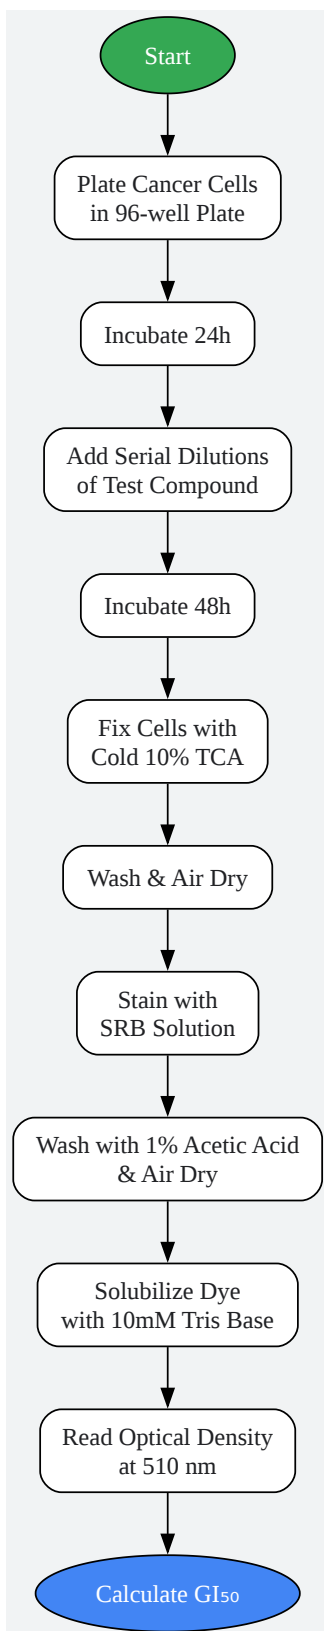 Start
Plate Cancer Cells
in 96-well Plate
Incubate 24h
Add Serial Dilutions
of Test Compound
Incubate 48h
Fix Cells with
Cold 10% TCA
Wash & Air Dry
Stain with
SRB Solution
Wash with 1% Acetic Acid
& Air Dry
Solubilize Dye
with 10mM Tris Base
Read Optical Density
at 510 nm
Calculate GI₅₀